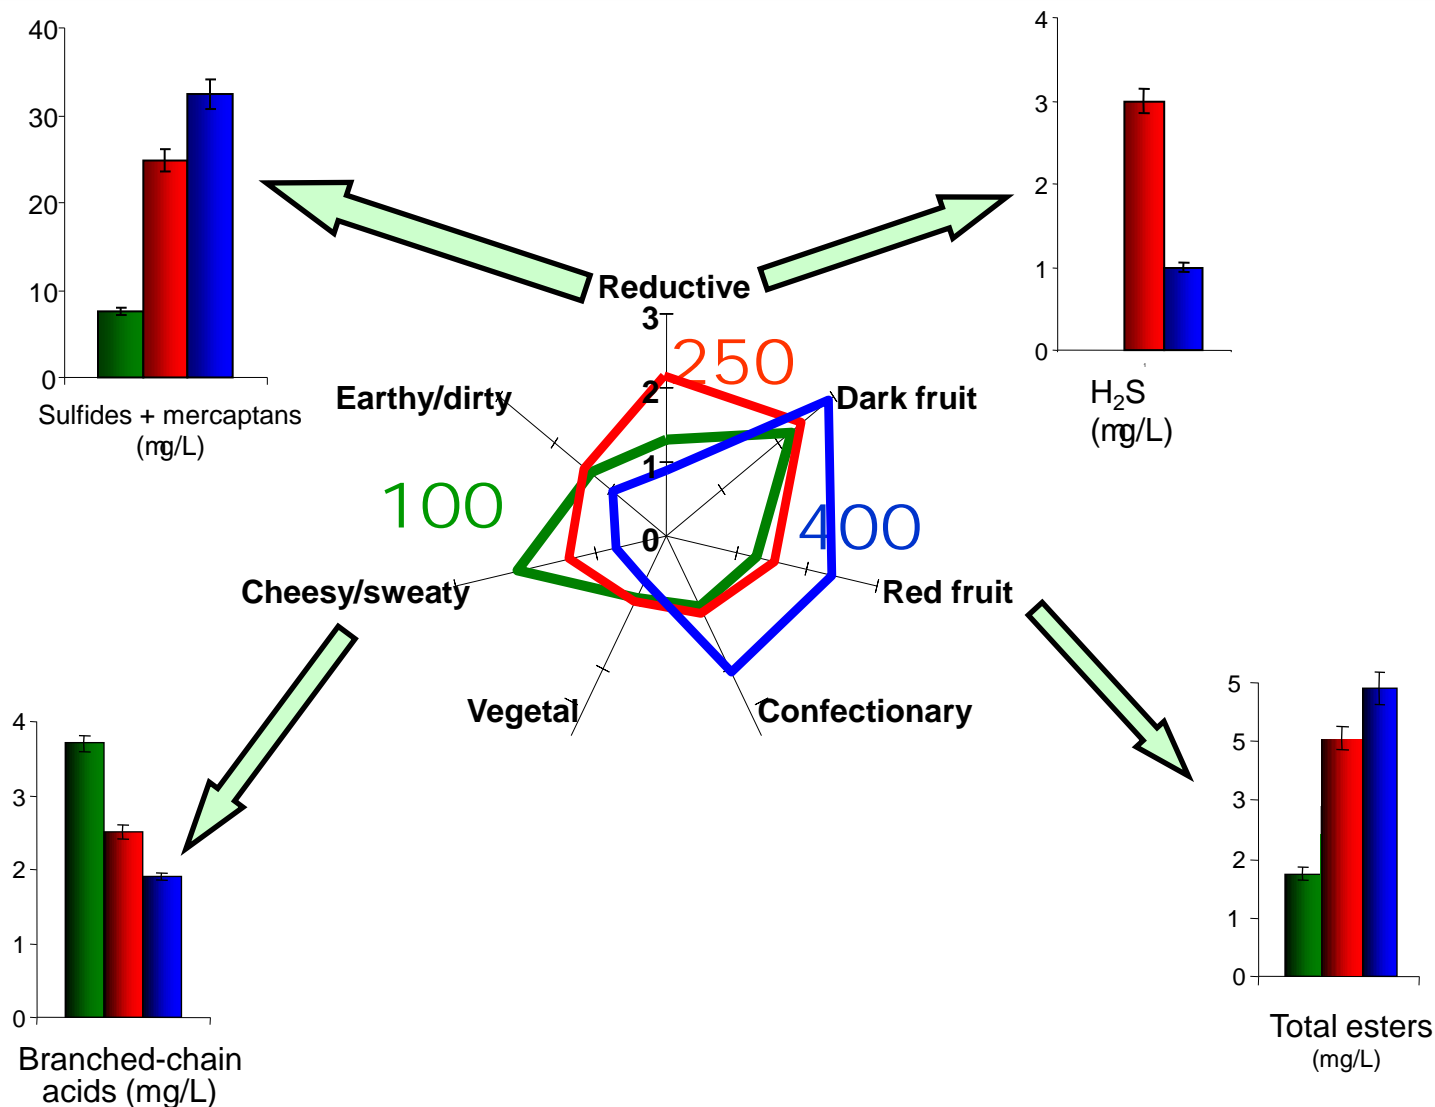 40
30
20
10
0
Sulfides + mercaptans
(mg/L)
4
3
2
1
0
H₂S
(mg/L)
Reductive
3
2
1
0
250
Earthy/dirty
Dark fruit
100
400
Cheesy/sweaty
Red fruit
Vegetal
Confectionary
4
3
2
1
0
Branched-chain
acids (mg/L)
5
5
3
2
1
0
Total esters
(mg/L)